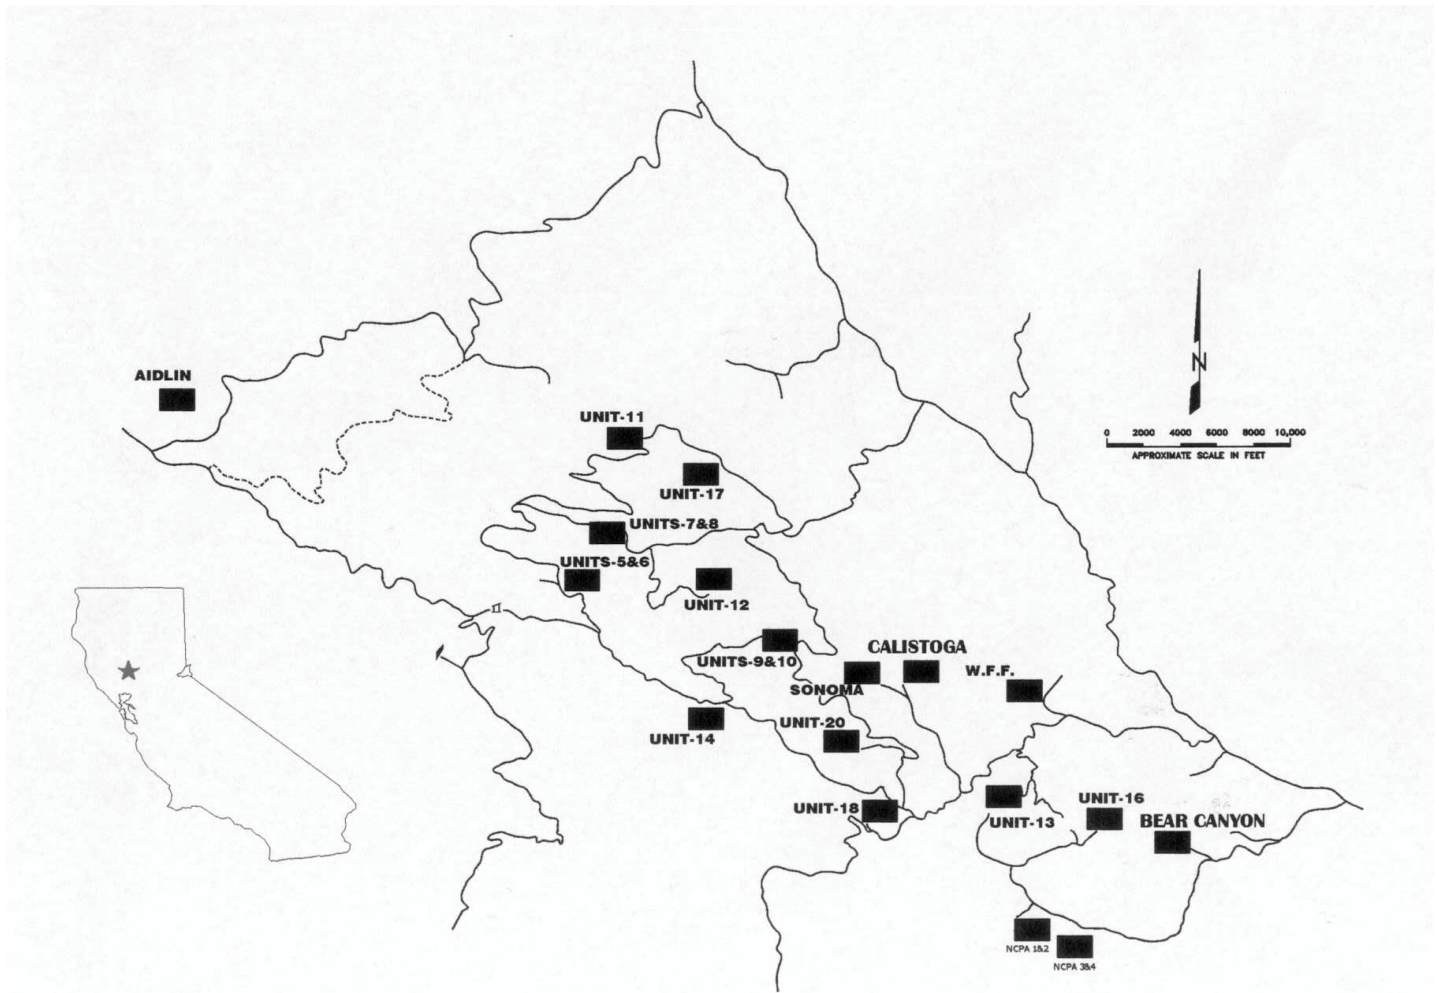 AIDLIN
UNIT-11
N
0 2000 4000 6000 8000 10,000
APPROXIMATE SCALE IN FEET
UNIT-17
UNITS-7&8
UNITS-5&6
UNIT-12
CALISTOGA
UNITS-9&10
W.F.F.
SONOMA
UNIT-20
UNIT-14
UNIT-18
UNIT-16
UNIT-13
BEAR CANYON
NCPA 1&2
NCPA 3&4